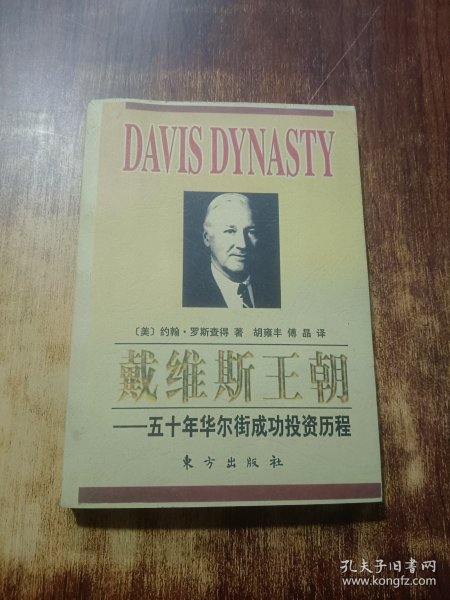 DAVIS DYNASTY
〔美〕约翰·罗斯查得 著 胡雍丰 傅晶 译
戴维斯王朝
——五十年华尔街成功投资历程
東方出版社
孔夫子旧书网
www.kongfz.com